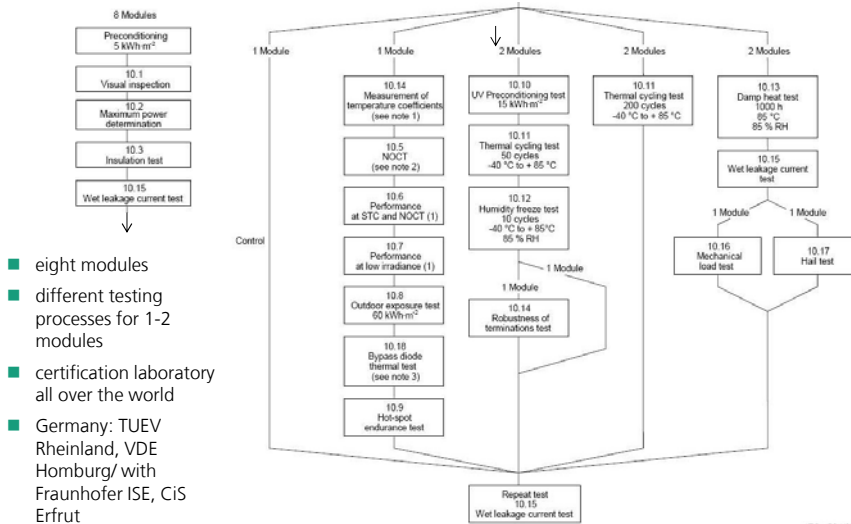 8 Modules
Preconditioning
5 kWh·m⁻²
10.1
Visual inspection
10.2
Maximum power
determination
10.3
Insulation test
10.15
Wet leakage current test
■ eight modules
■ different testing
processes for 1-2
modules
■ certification laboratory
all over the world
■ Germany: TUEV
Rheinland, VDE
Homburg/ with
Fraunhofer ISE, CiS
Erfrut
1 Module
Control
1 Module
10.14
Measurement of
temperature coefficients
(see note 1)
10.5
NOCT
(see note 2)
10.6
Performance
at STC and NOCT (1)
10.7
Performance
at low irradiance (1)
10.8
Outdoor exposure test
60 kWh·m⁻²
10.18
Bypass diode
thermal test
(see note 3)
10.9
Hot-spot
endurance test
2 Modules
10.10
UV Preconditioning test
15 kWh·m⁻²
10.11
Thermal cycling test
50 cycles
-40 °C to + 85 °C
10.12
Humidity freeze test
10 cycles
-40 °C to + 85°C
85 % RH
1 Module
1 Module
10.14
Robustness of
terminations test
2 Modules
10.11
Thermal cycling test
200 cycles
-40 °C to + 85 °C
2 Modules
10.13
Damp heat test
1000 h
85 °C
85 % RH
10.15
Wet leakage current
test
1 Module
1 Module
10.16
Mechanical
load test
10.17
Hail test
Repeat test
10.15
Wet leakage current test